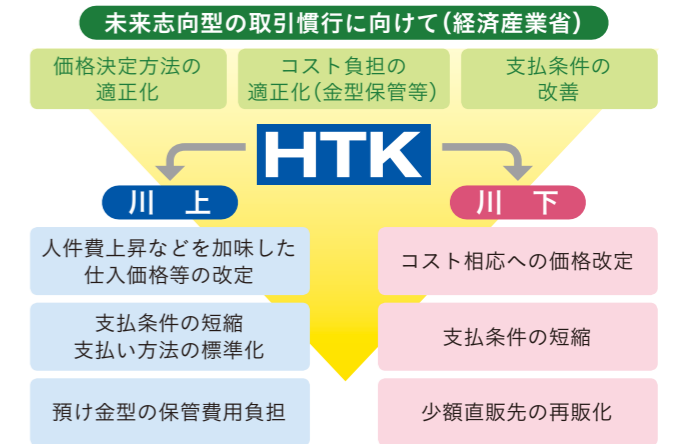 未来志向型の取引慣行に向けて（経済産業省）
価格決定方法の
適正化
コスト負担の
適正化（金型保管等）
支払条件の
改善
HTK
川　上
川　下
人件費上昇などを加味した
仕入価格等の改定
支払条件の短縮
支払い方法の標準化
預け金型の保管費用負担
コスト相応への価格改定
支払条件の短縮
少額直販先の再販化